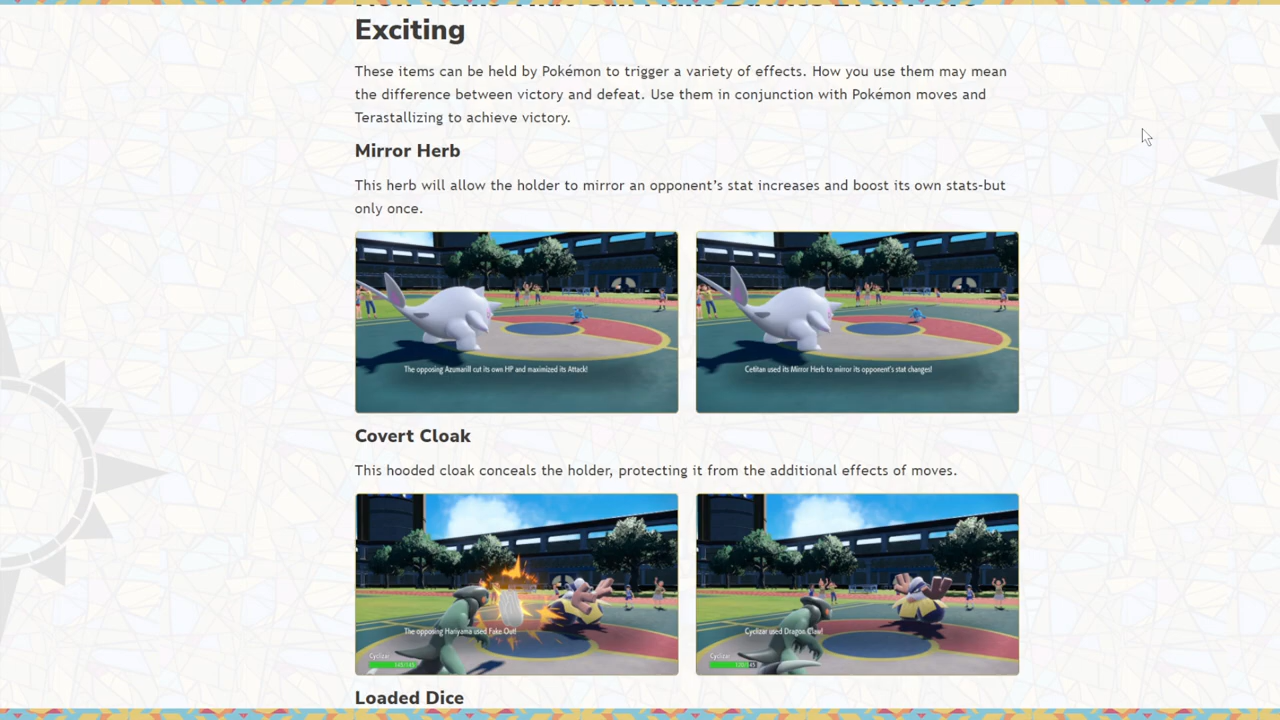 Exciting
These items can be held by Pokémon to trigger a variety of effects. How you use them may mean
the difference between victory and defeat. Use them in conjunction with Pokémon moves and
Terastallizing to achieve victory.
Mirror Herb
This herb will allow the holder to mirror an opponent’s stat increases and boost its own stats-but
only once.
The opposing Azumarill cut its own HP and maximized its Attack!
Cetitan used its Mirror Herb to mirror its opponent's stat changes!
Covert Cloak
This hooded cloak conceals the holder, protecting it from the additional effects of moves.
The opposing Hariyama used Fake Out!
Cyclizar used Dragon Claw!
Cyclizar
145/145
Cyclizar
Loaded Dice